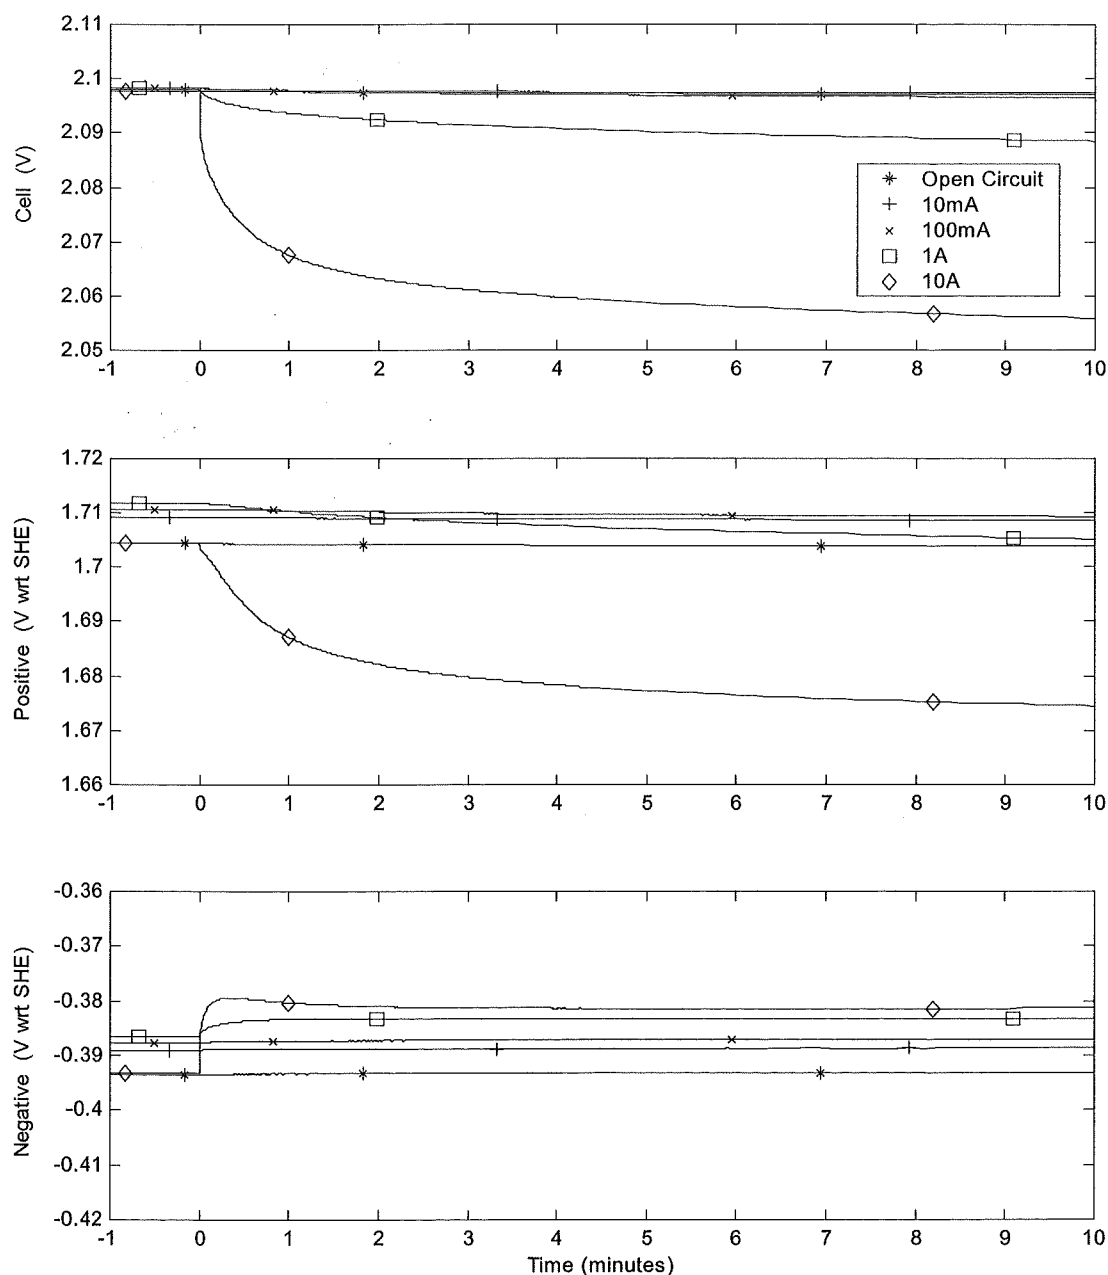 2.11
2.1
2.09
2.08
2.07
2.06
2.05
Cell (V)
Open Circuit
10mA
100mA
1A
10A
-1 0 1 2 3 4 5 6 7 8 9 10
1.72
1.71
1.7
1.69
1.68
1.67
1.66
Positive (V wrt SHE)
-1 0 1 2 3 4 5 6 7 8 9 10
-0.36
-0.37
-0.38
-0.39
-0.4
-0.41
-0.42
Negative (V wrt SHE)
-1 0 1 2 3 4 5 6 7 8 9 10
Time (minutes)